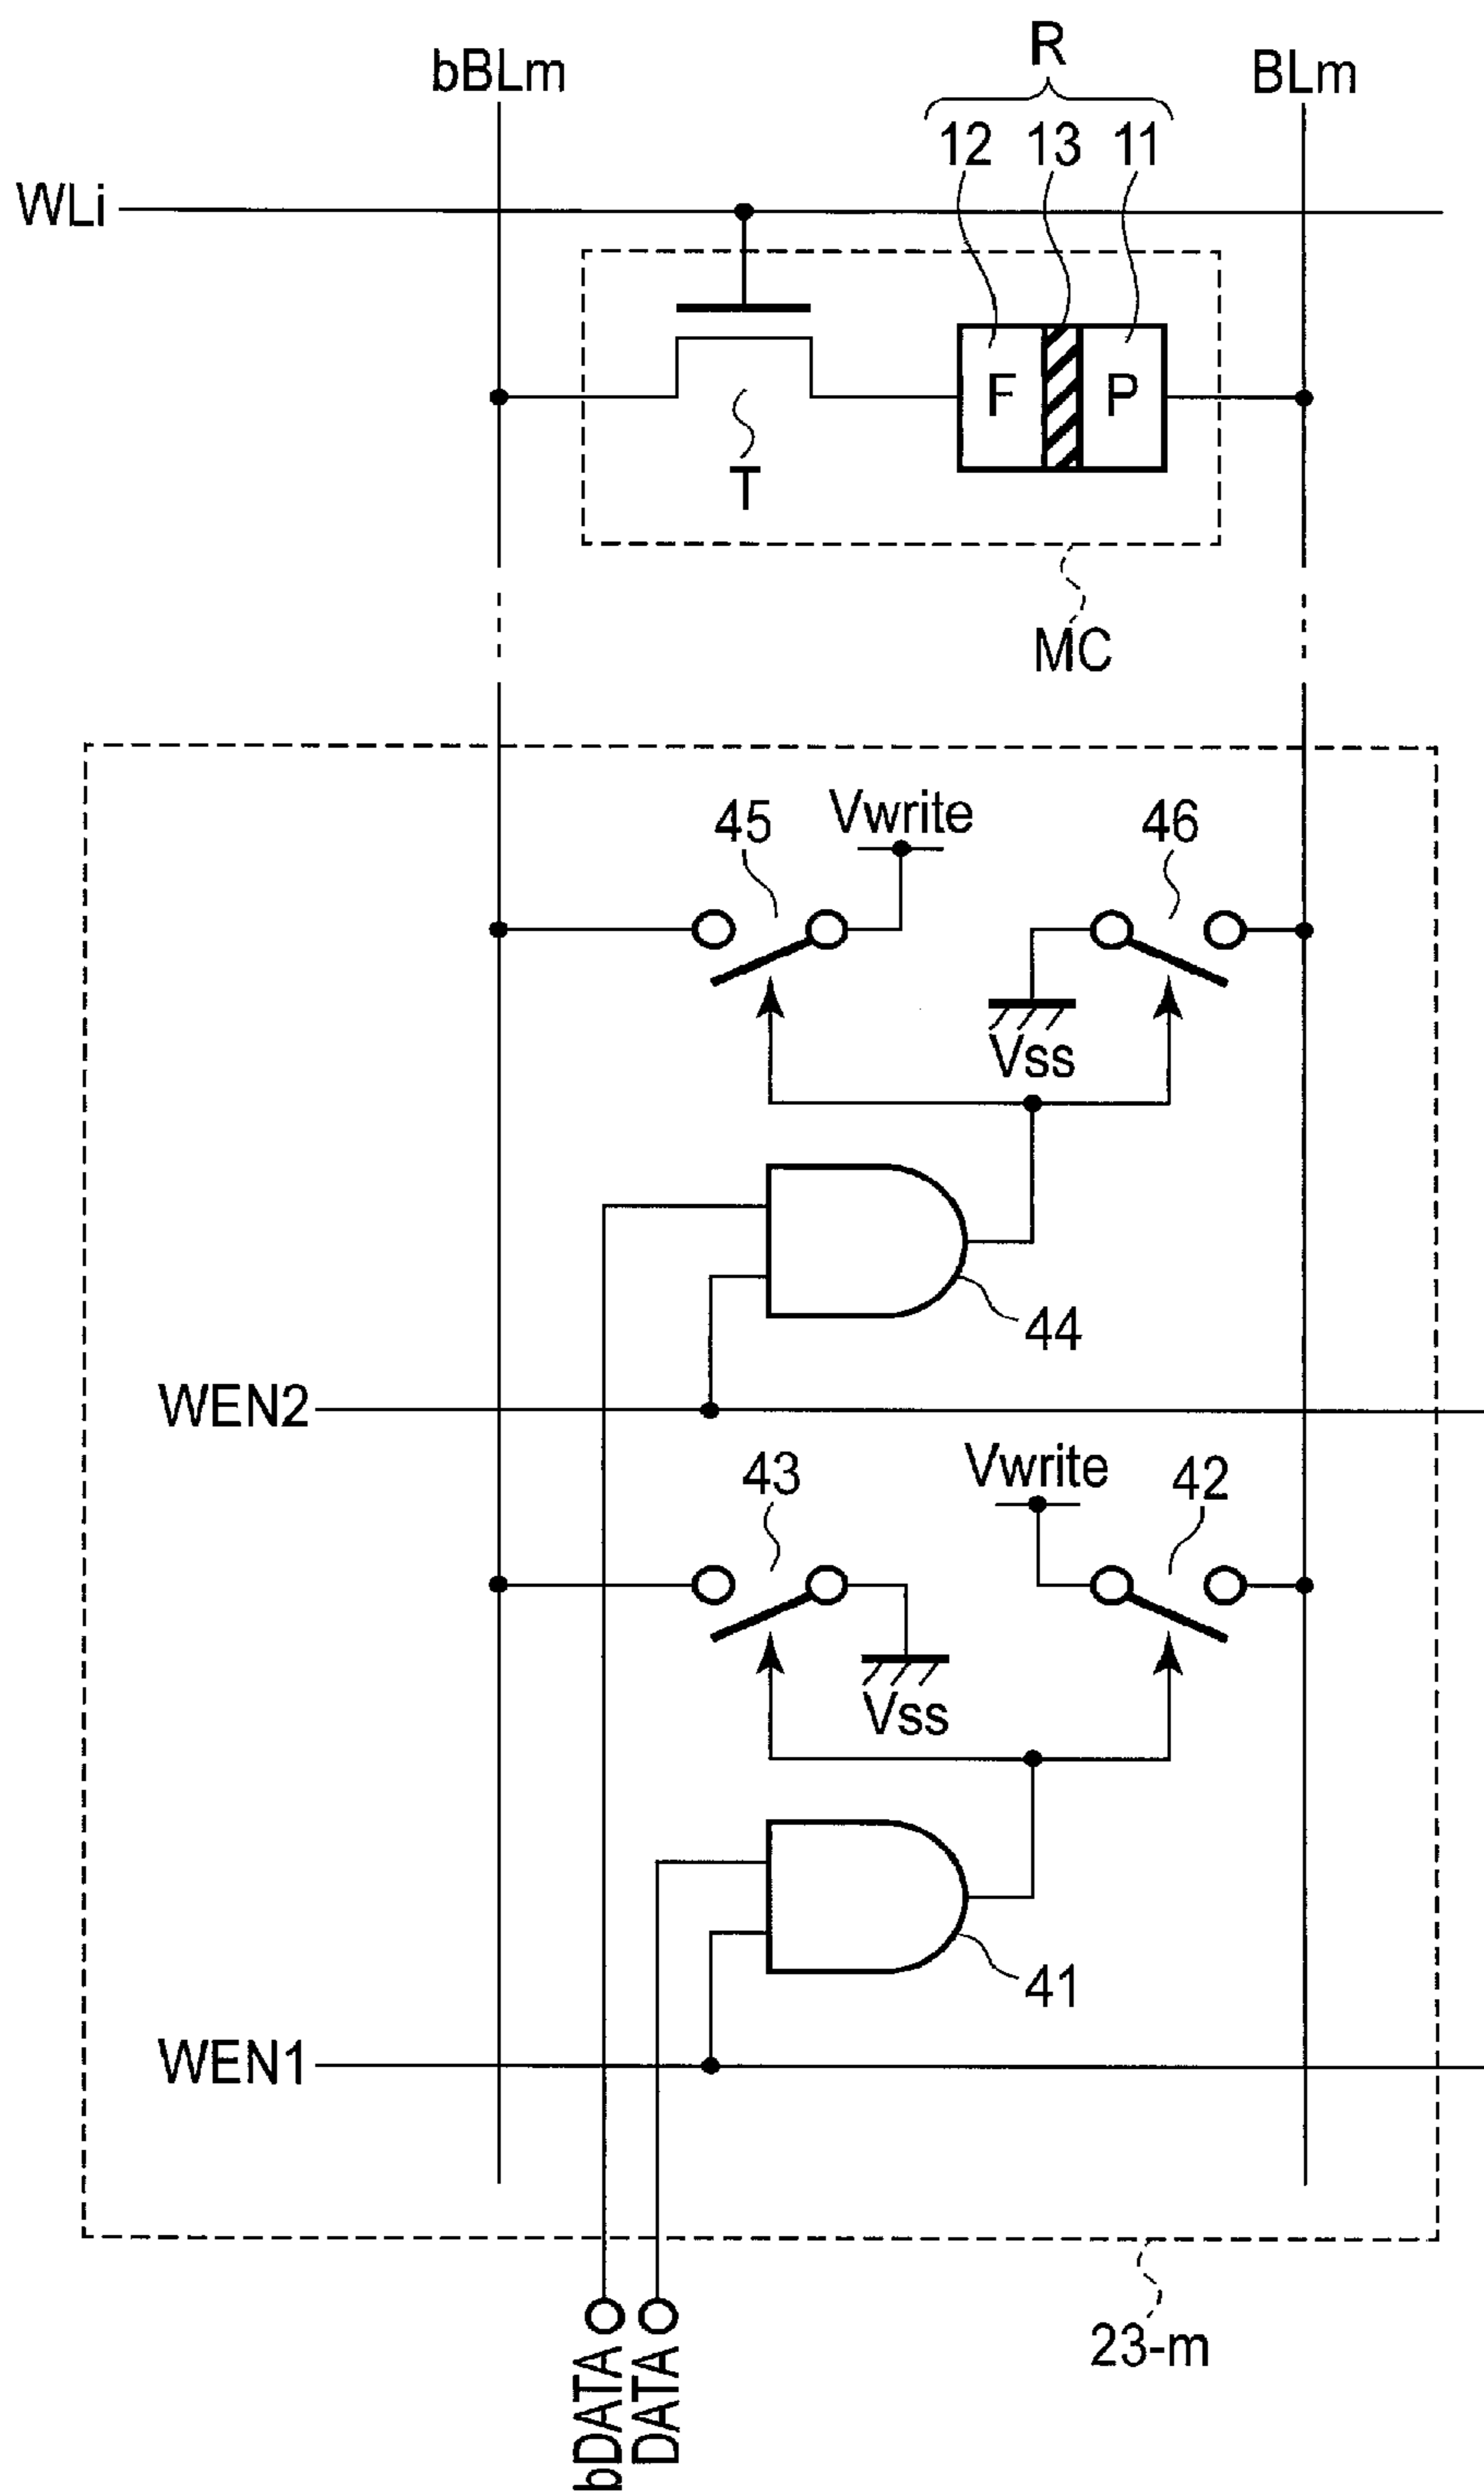 R
bBLm
BLm
12
13
11
WLi
F
P
T
MC
45
Vwrite
46
Vss
44
WEN2
43
Vwrite
42
Vss
41
WEN1
23-m
bDATA
DATA